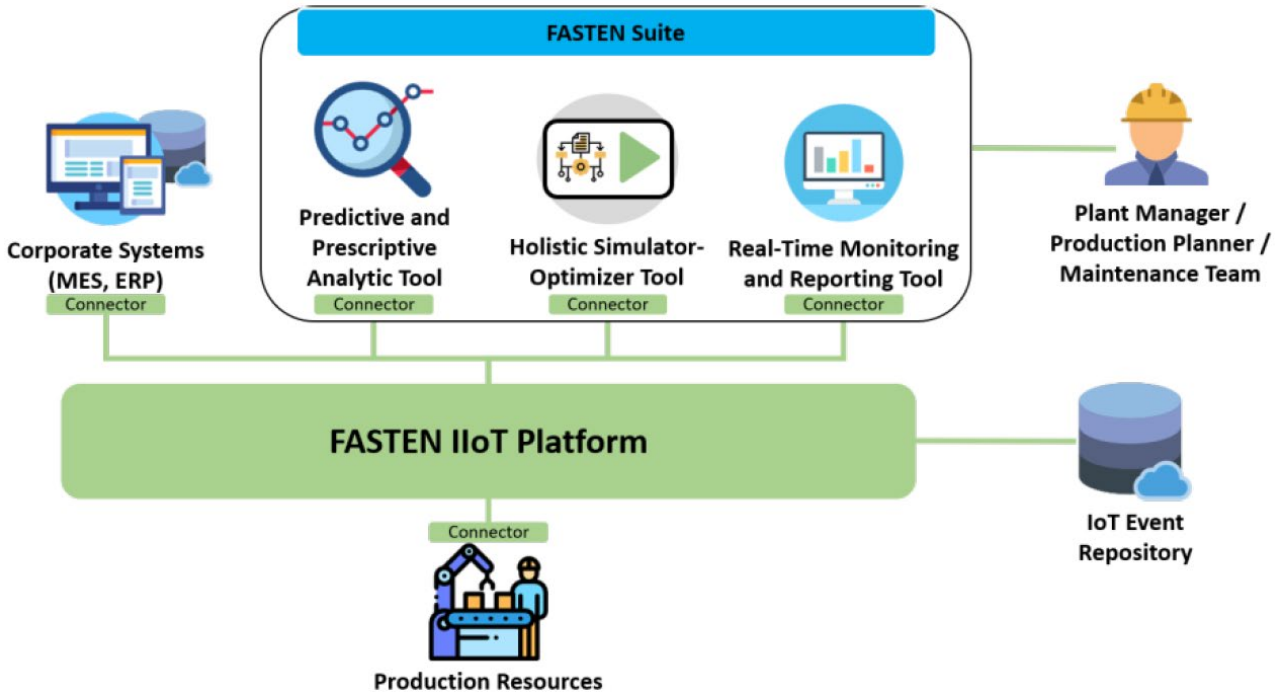 FASTEN Suite
Corporate Systems
(MES, ERP)
Connector
Predictive and
Prescriptive
Analytic Tool
Connector
Holistic Simulator-
Optimizer Tool
Connector
Real-Time Monitoring
and Reporting Tool
Connector
Plant Manager /
Production Planner /
Maintenance Team
FASTEN IIoT Platform
IoT Event
Repository
Connector
Production Resources